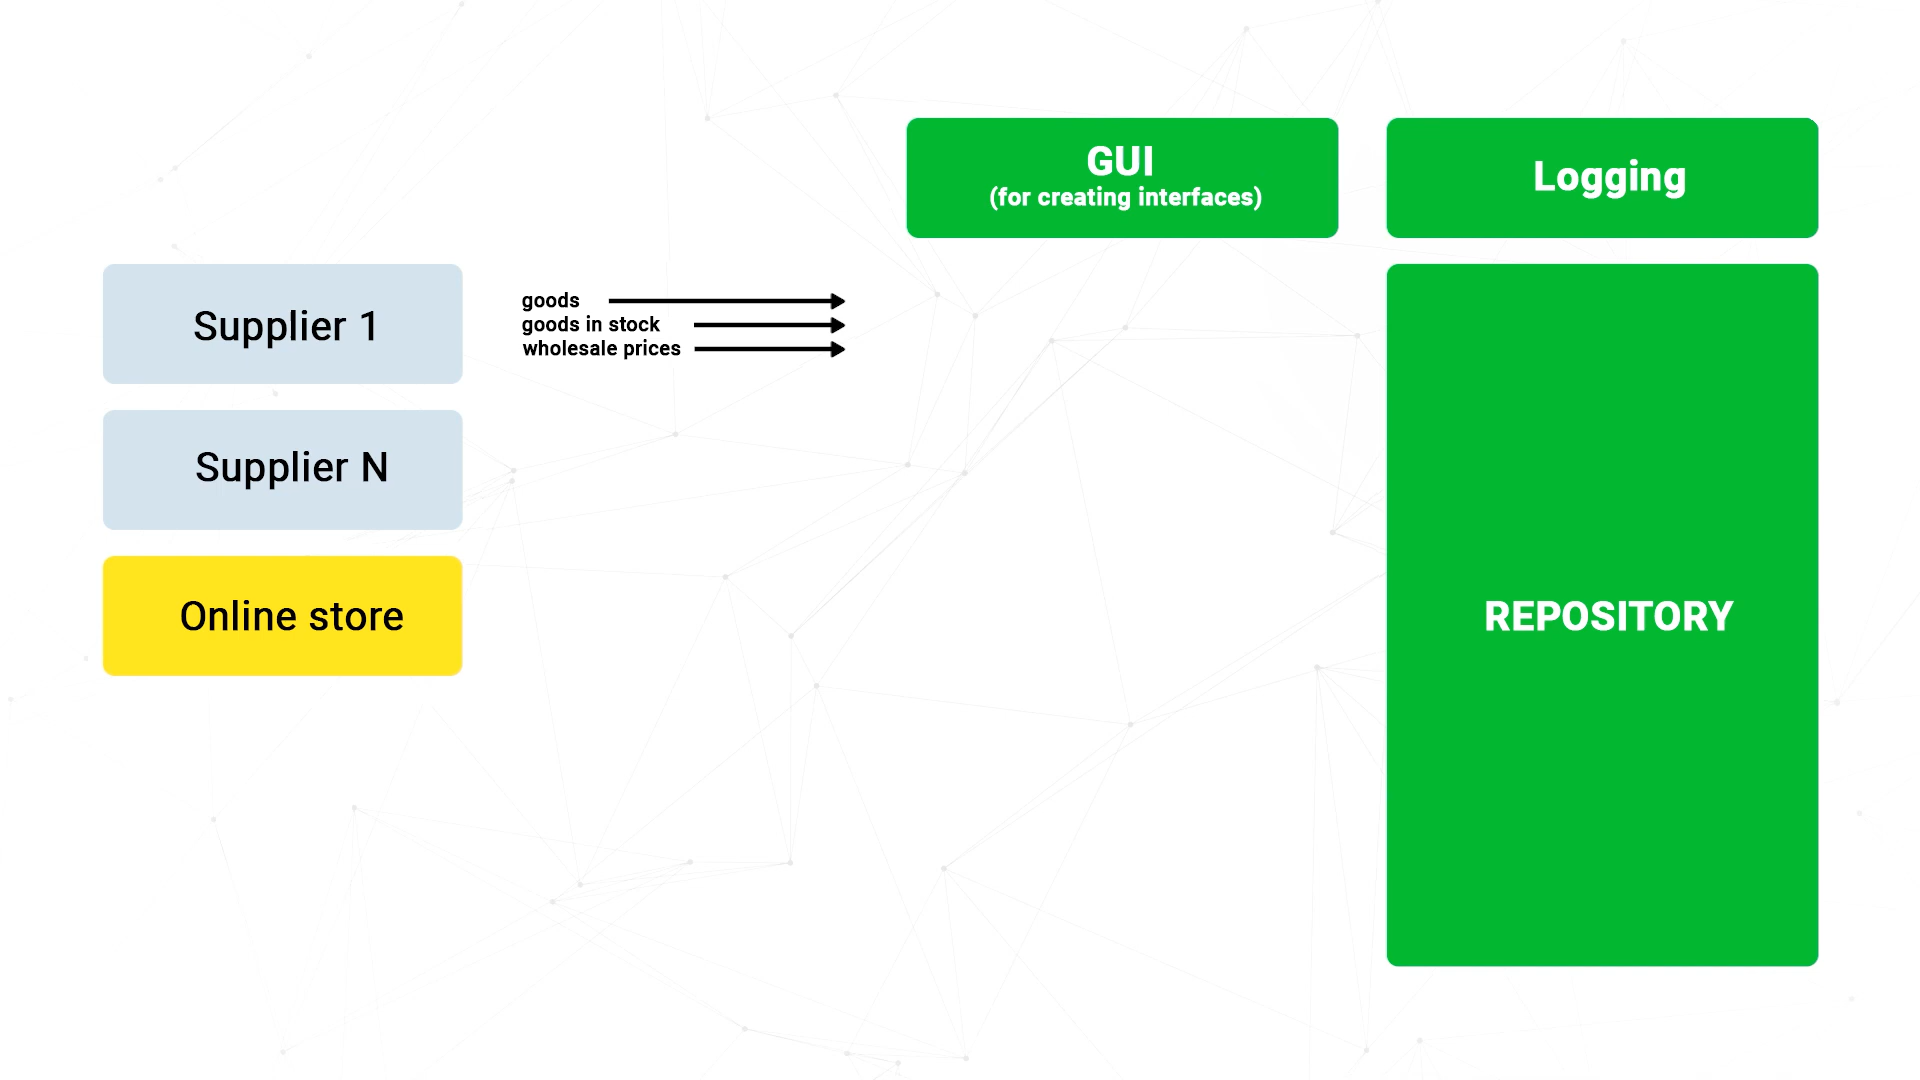 GUI
(for creating interfaces)
Logging
Supplier 1
goods
goods in stock
wholesale prices
Supplier N
Online store
REPOSITORY